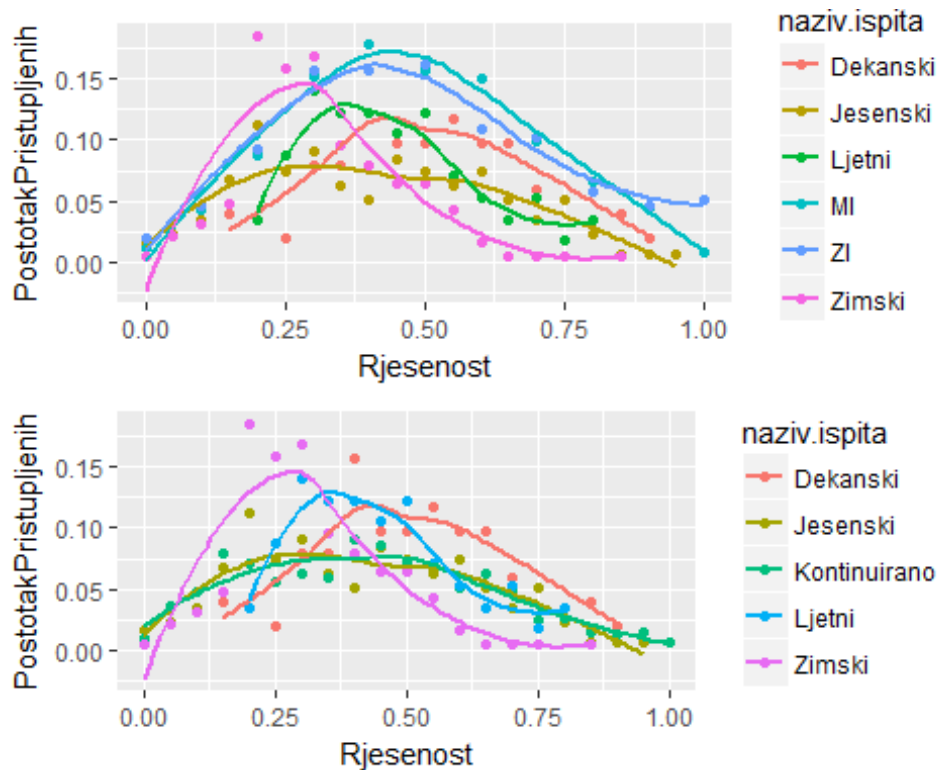 naziv.ispita
PostotakPristupljenih
0.15
0.10
0.05
0.00
Dekanski
Jesenski
Ljetni
MI
ZI
Zimski
0.00 0.25 0.50 0.75 1.00
Rjesenost
naziv.ispita
PostotakPristupljenih
0.15
0.10
0.05
0.00
Dekanski
Jesenski
Kontinuirano
Ljetni
Zimski
0.00 0.25 0.50 0.75 1.00
Rjesenost